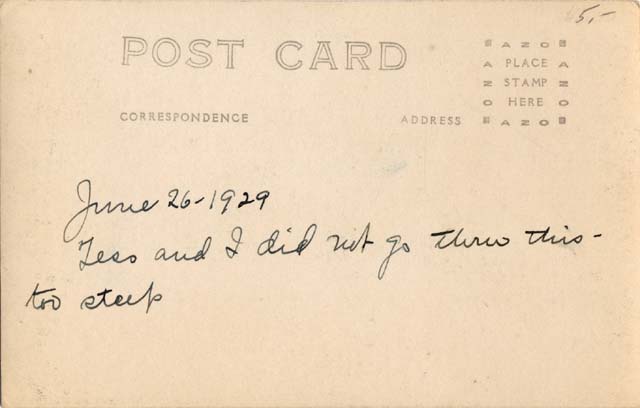 5.-
POST CARD
AZO
PLACE
STAMP
HERE
AZO
CORRESPONDENCE
ADDRESS
June 26-1929
Tess and I did not go thru this-
too steep